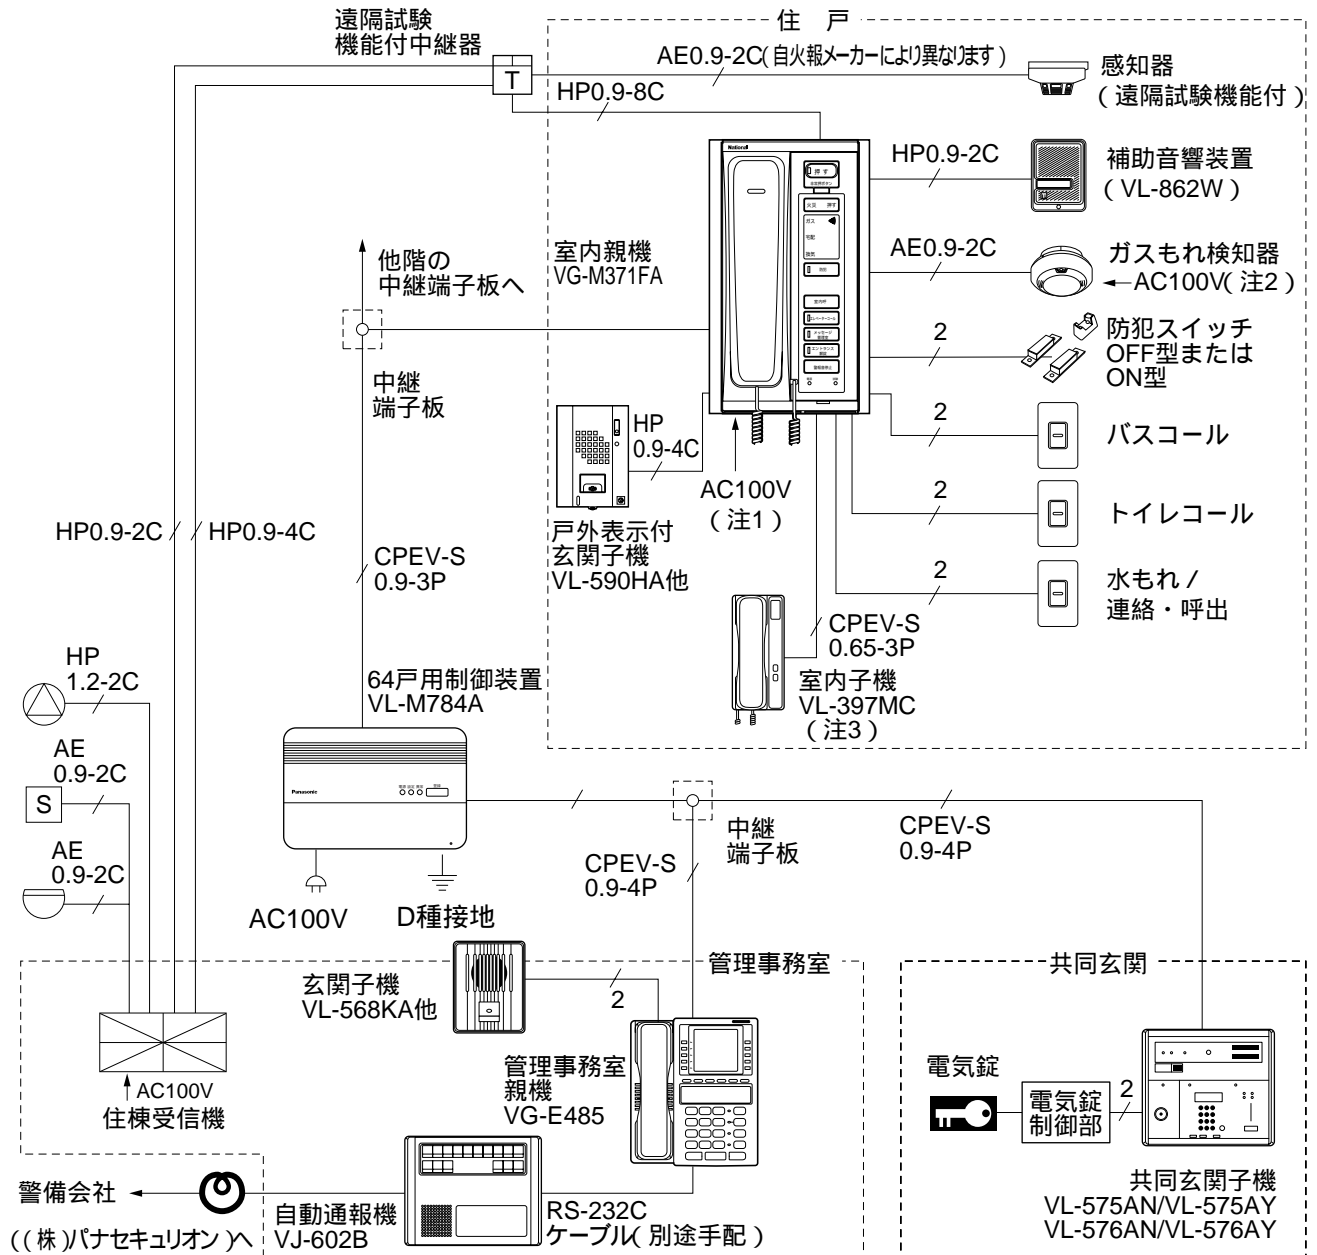 遠隔試験
機能付中継器
住 戸
AE0.9-2C(自火報メーカーにより異なります)
感知器
(遠隔試験機能付)
T
HP0.9-8C
National
押す
火災 押す
ガス
HP0.9-2C
補助音響装置
(VL-862W)
室内親機
VG-M371FA
AE0.9-2C
ガスもれ検知器
AC100V(注2)
他階の
中継端子板へ
2
防犯スイッチ
OFF型または
ON型
中継
端子板
HP
0.9-4C
2
バスコール
AC100V
(注1)
2
トイレコール
HP0.9-2C
HP0.9-4C
CPEV-S
0.9-3P
戸外表示付
玄関子機
VL-590HA他
2
水もれ/
連絡・呼出
CPEV-S
0.65-3P
室内子機
VL-397MC
(注3)
HP
1.2-2C
64戸用制御装置
VL-M784A
AE
0.9-2C
S
Panasonic
AE
0.9-2C
中継
端子板
CPEV-S
0.9-4P
CPEV-S
0.9-4P
AC100V
D種接地
管理事務室
共同玄関
玄関子機
VL-568KA他
2
管理事務室
親機
VG-E485
電気錠
電気錠
制御部
2
AC100V
住棟受信機
共同玄関子機
VL-575AN/VL-575AY
VL-576AN/VL-576AY
警備会社
((株)パナセキュリオン)へ
自動通報機
VJ-602B
RS-232C
ケーブル(別途手配)